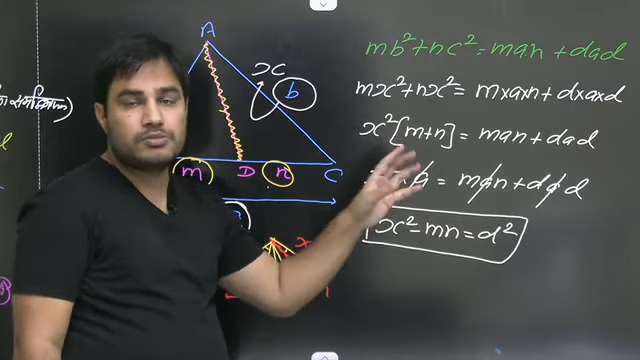 A
x
b
m
D
n
C
x
mb² + nc² = man + dad
mx² + nx² = m×a×n + d×a×d
x² [m+n] = man + dad
a = man + dad
x² - mn = d²